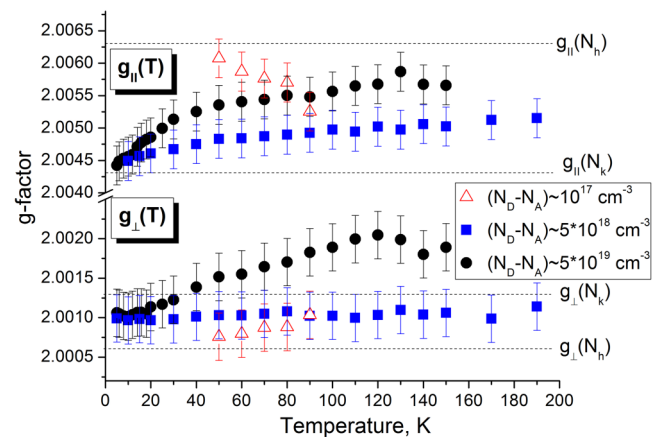 2.0065
g||(Nh)
g||(T)
2.0060
2.0055
2.0050
2.0045
g||(Nk)
2.0040
g-factor
g⊥(T)
(ND-NA)~10^17 cm^-3
(ND-NA)~5*10^18 cm^-3
(ND-NA)~5*10^19 cm^-3
2.0020
2.0015
g⊥(Nk)
2.0010
2.0005
g⊥(Nh)
0 20 40 60 80 100 120 140 160 180 200
Temperature, K